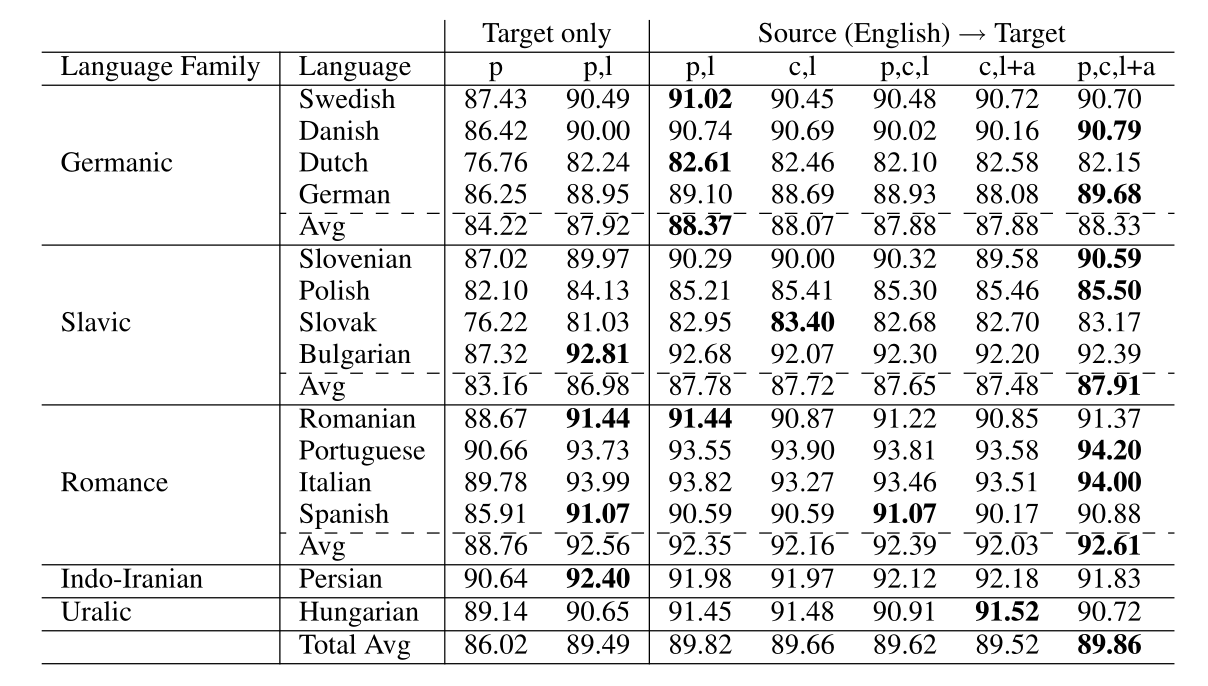 Target only Source (English) → Target
Language Family Language p p,l p,l c,l p,c,l c,l+a p,c,l+a
Swedish 87.43 90.49 91.02 90.45 90.48 90.72 90.70
Danish 86.42 90.00 90.74 90.69 90.02 90.16 90.79
Germanic Dutch 76.76 82.24 82.61 82.46 82.10 82.58 82.15
German 86.25 88.95 89.10 88.69 88.93 88.08 89.68
Avg 84.22 87.92 88.37 88.07 87.88 87.88 88.33
Slovenian 87.02 89.97 90.29 90.00 90.32 89.58 90.59
Polish 82.10 84.13 85.21 85.41 85.30 85.46 85.50
Slavic Slovak 76.22 81.03 82.95 83.40 82.68 82.70 83.17
Bulgarian 87.32 92.81 92.68 92.07 92.30 92.20 92.39
Avg 83.16 86.98 87.78 87.72 87.65 87.48 87.91
Romanian 88.67 91.44 91.44 90.87 91.22 90.85 91.37
Portuguese 90.66 93.73 93.55 93.90 93.81 93.58 94.20
Romance Italian 89.78 93.99 93.82 93.27 93.46 93.51 94.00
Spanish 85.91 91.07 90.59 90.59 91.07 90.17 90.88
Avg 88.76 92.56 92.35 92.16 92.39 92.03 92.61
Indo-Iranian Persian 90.64 92.40 91.98 91.97 92.12 92.18 91.83
Uralic Hungarian 89.14 90.65 91.45 91.48 90.91 91.52 90.72
Total Avg 86.02 89.49 89.82 89.66 89.62 89.52 89.86